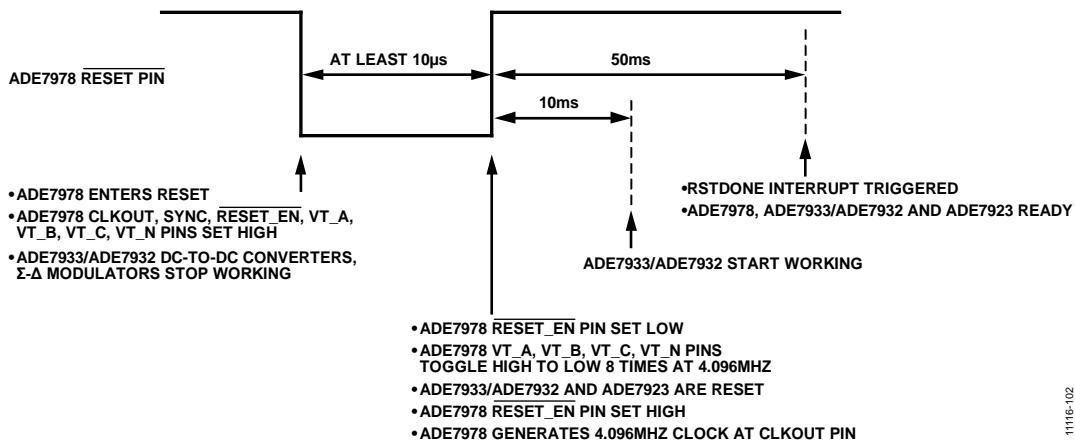 AT LEAST 10µs
50ms
ADE7978 RESET PIN
10ms
•ADE7978 ENTERS RESET
•ADE7978 CLKOUT, SYNC, RESET_EN, VT_A,
VT_B, VT_C, VT_N PINS SET HIGH
•ADE7933/ADE7932 DC-TO-DC CONVERTERS,
Σ-Δ MODULATORS STOP WORKING
•RSTDONE INTERRUPT TRIGGERED
•ADE7978, ADE7933/ADE7932 AND ADE7923 READY
ADE7933/ADE7932 START WORKING
•ADE7978 RESET_EN PIN SET LOW
•ADE7978 VT_A, VT_B, VT_C, VT_N PINS
TOGGLE HIGH TO LOW 8 TIMES AT 4.096MHZ
•ADE7933/ADE7932 AND ADE7923 ARE RESET
•ADE7978 RESET_EN PIN SET HIGH
•ADE7978 GENERATES 4.096MHZ CLOCK AT CLKOUT PIN
11116-102